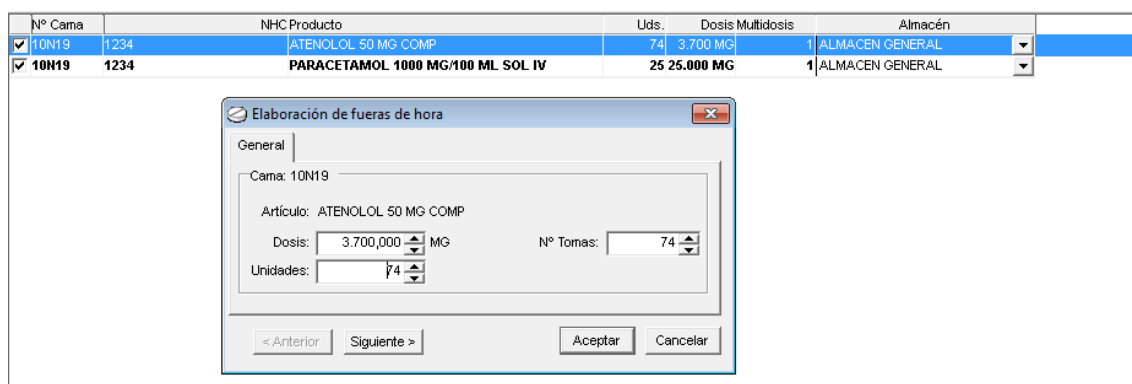 Nº Cama NHC Producto Uds. Dosis Multidosis Almacén
10N19 1234 ATENOLOL 50 MG COMP 74 3.700 MG 1 ALMACEN GENERAL
10N19 1234 PARACETAMOL 1000 MG/100 ML SOL IV 25 25.000 MG 1 ALMACEN GENERAL
Elaboración de fueras de hora
General
Cama: 10N19
Artículo: ATENOLOL 50 MG COMP
Dosis: 3.700,000 MG Nº Tomas: 74
Unidades: 74
< Anterior Siguiente > Aceptar Cancelar